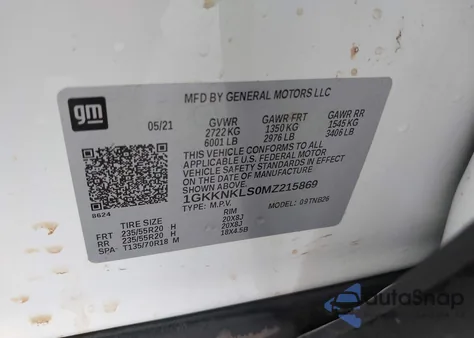 gm
MFD BY GENERAL MOTORS LLC
05/21 GVWR GAWR FRT GAWR RR
2722 KG 1350 KG 1545 KG
6001 LB 2976 LB 3406 LB
THIS VEHICLE CONFORMS TO ALL APPLICABLE U.S. FEDERAL MOTOR
VEHICLE SAFETY STANDARDS IN EFFECT ON THE DATE OF
MANUFACTURE SHOWN ABOVE.
1GKKNKLS0MZ215869
TYPE: M.P.V. MODEL: 09TNB26
8624
TIRE SIZE RIM
FRT 235/55R20 H 20X8J
RR 235/55R20 H 20X8J
SPA- T135/70R18 M 18X4.5B
autaSnap